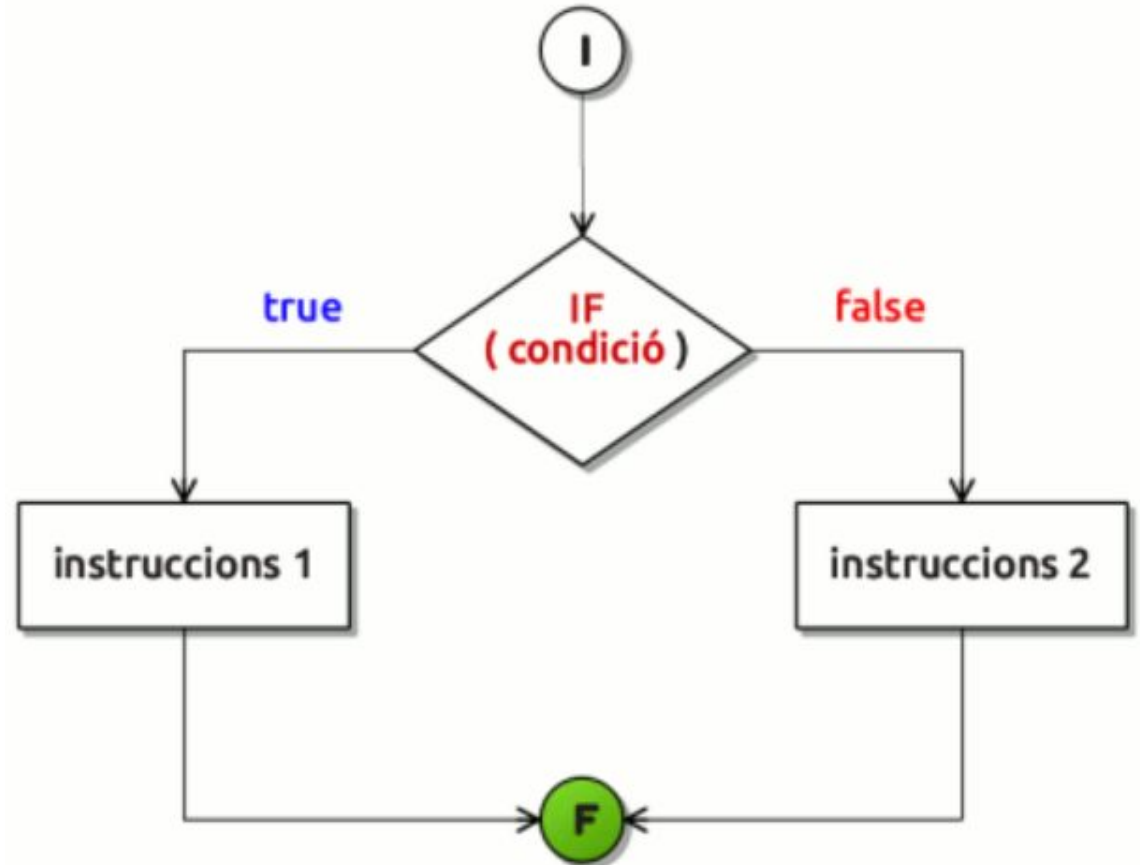 I
true
IF
( condició )
false
instruccions 1
instruccions 2
F